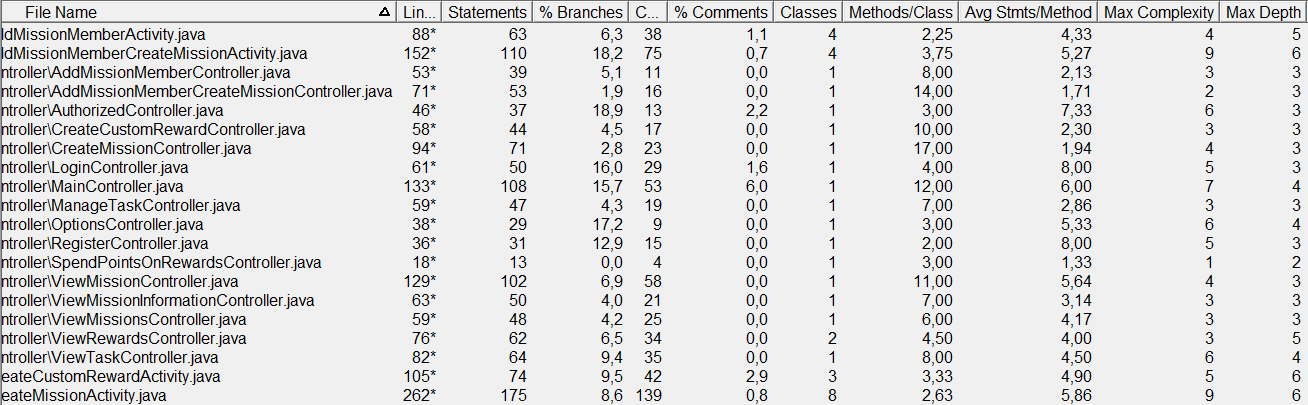 File Name Lin... Statements % Branches C... % Comments Classes Methods/Class Avg Stmts/Method Max Complexity Max Depth
ldMissionMemberActivity.java 88* 63 6,3 38 1,1 4 2,25 4,33 4 5
ldMissionMemberCreateMissionActivity.java 152* 110 18,2 75 0,7 4 3,75 5,27 9 6
ntroller\AddMissionMemberController.java 53* 39 5,1 11 0,0 1 8,00 2,13 3 3
ntroller\AddMissionMemberCreateMissionController.java 71* 53 1,9 16 0,0 1 14,00 1,71 2 3
ntroller\AuthorizedController.java 46* 37 18,9 13 2,2 1 3,00 7,33 6 3
ntroller\CreateCustomRewardController.java 58* 44 4,5 17 0,0 1 10,00 2,30 3 3
ntroller\CreateMissionController.java 94* 71 2,8 23 0,0 1 17,00 1,94 4 3
ntroller\LoginController.java 61* 50 16,0 29 1,6 1 4,00 8,00 5 3
ntroller\MainController.java 133* 108 15,7 53 6,0 1 12,00 6,00 7 4
ntroller\ManageTaskController.java 59* 47 4,3 19 0,0 1 7,00 2,86 3 3
ntroller\OptionsController.java 38* 29 17,2 9 0,0 1 3,00 5,33 6 4
ntroller\RegisterController.java 36* 31 12,9 15 0,0 1 2,00 8,00 5 3
ntroller\SpendPointsOnRewardsController.java 18* 13 0,0 4 0,0 1 3,00 1,33 1 2
ntroller\ViewMissionController.java 129* 102 6,9 58 0,0 1 11,00 5,64 4 3
ntroller\ViewMissionInformationController.java 63* 50 4,0 21 0,0 1 7,00 3,14 3 3
ntroller\ViewMissionsController.java 59* 48 4,2 25 0,0 1 6,00 4,17 3 3
ntroller\ViewRewardsController.java 76* 62 6,5 34 0,0 2 4,50 4,00 3 5
ntroller\ViewTaskController.java 82* 64 9,4 35 0,0 1 8,00 4,50 6 4
eateCustomRewardActivity.java 105* 74 9,5 42 2,9 3 3,33 4,90 5 6
eateMissionActivity.java 262* 175 8,6 139 0,8 8 2,63 5,86 9 6